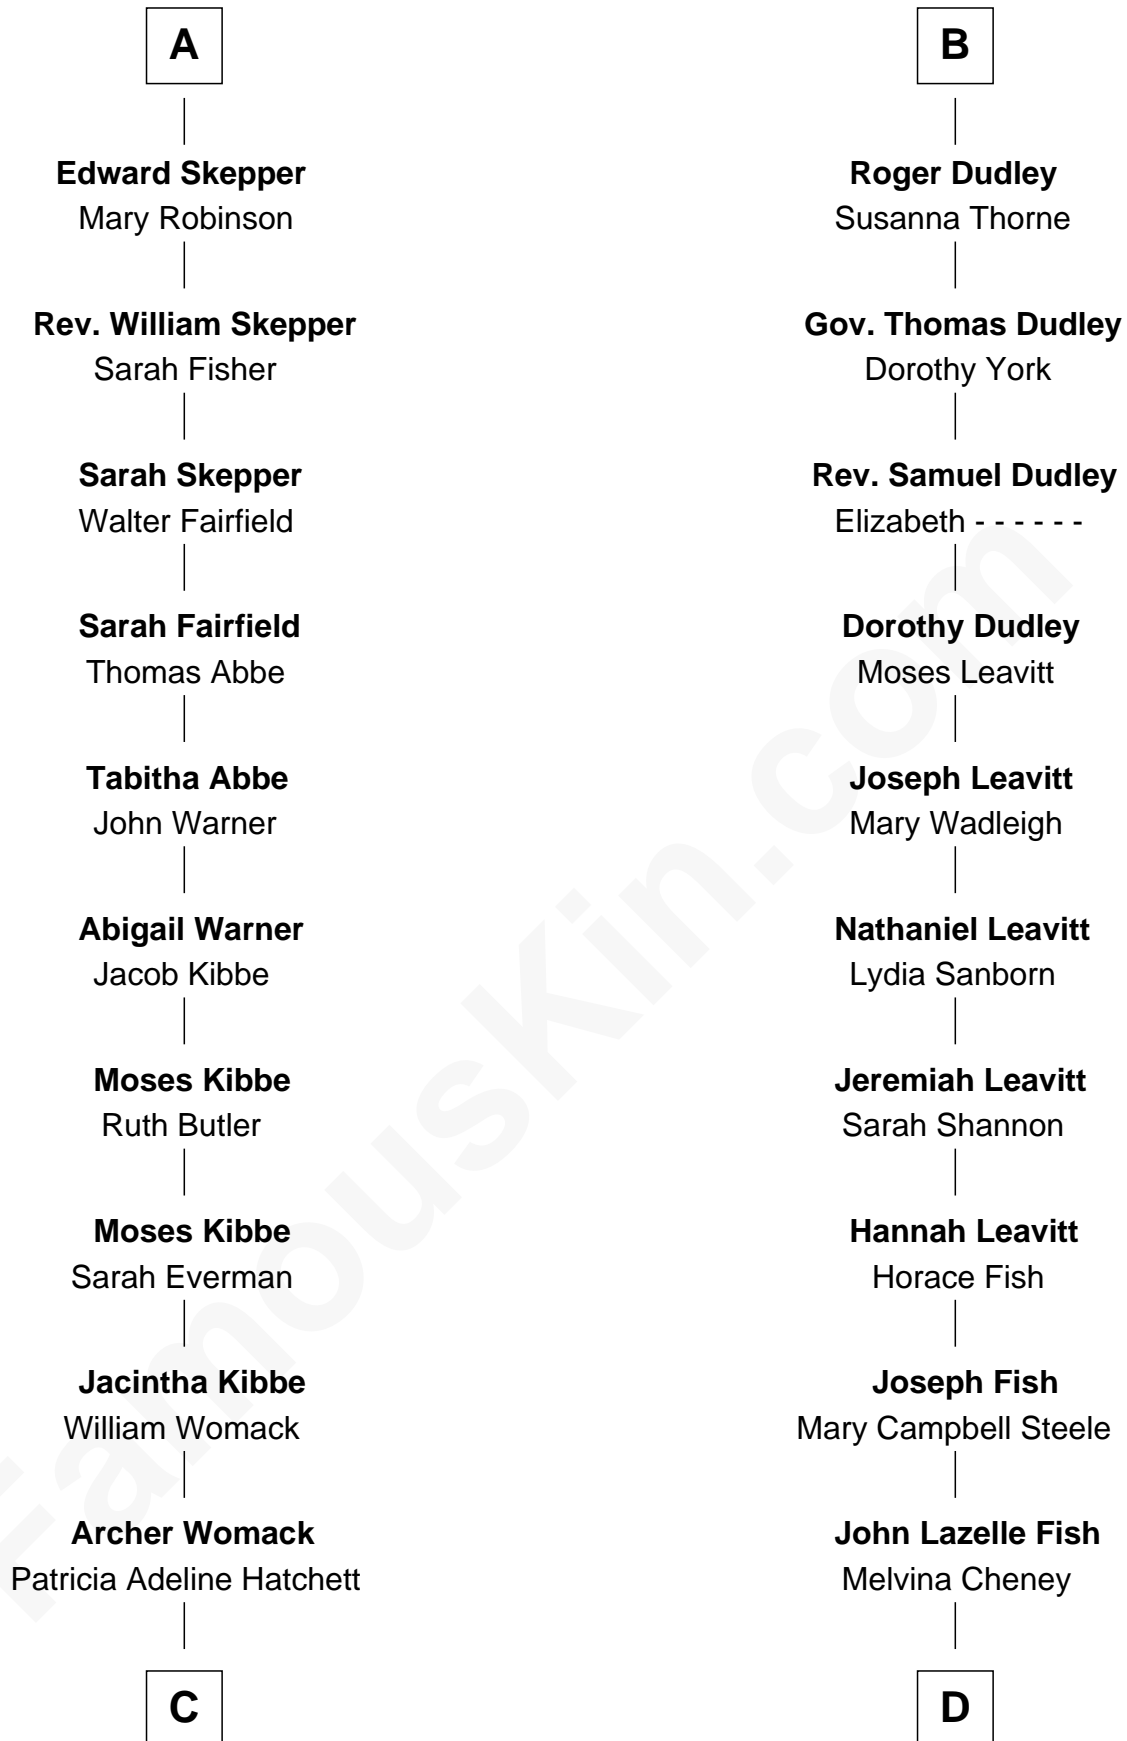 A
Edward Skepper
Mary Robinson
Rev. William Skepper
Sarah Fisher
Sarah Skepper
Walter Fairfield
Sarah Fairfield
Thomas Abbe
Tabitha Abbe
John Warner
Abigail Warner
Jacob Kibbe
Moses Kibbe
Ruth Butler
Moses Kibbe
Sarah Everman
Jacintha Kibbe
William Womack
Archer Womack
Patricia Adeline Hatchett
C
B
Roger Dudley
Susanna Thorne
Gov. Thomas Dudley
Dorothy York
Rev. Samuel Dudley
Elizabeth - - - - - -
Dorothy Dudley
Moses Leavitt
Joseph Leavitt
Mary Wadleigh
Nathaniel Leavitt
Lydia Sanborn
Jeremiah Leavitt
Sarah Shannon
Hannah Leavitt
Horace Fish
Joseph Fish
Mary Campbell Steele
John Lazelle Fish
Melvina Cheney
D
FamousKin.com